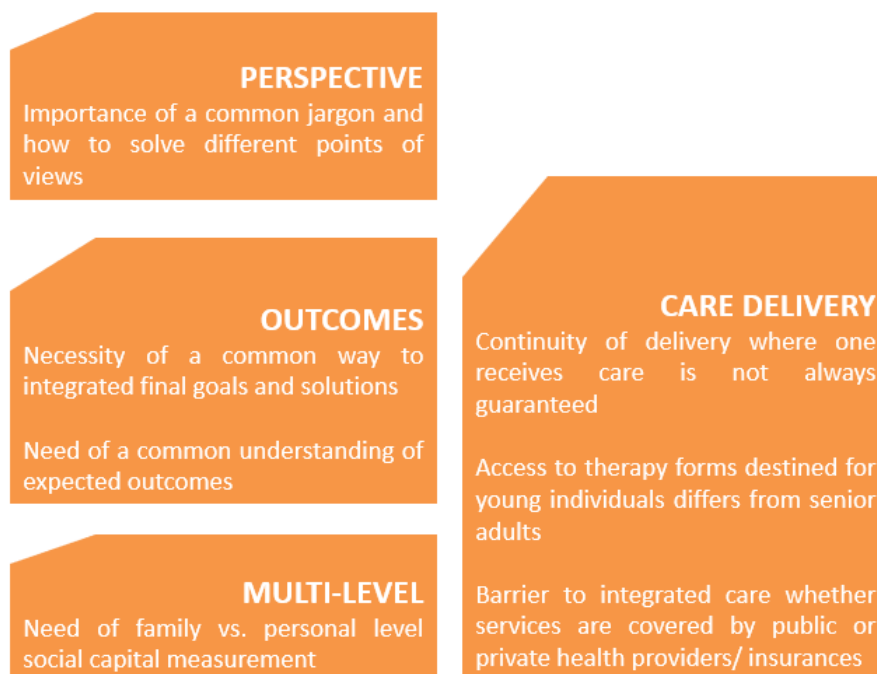 PERSPECTIVE
Importance of a common jargon and
how to solve different points of
views
OUTCOMES
Necessity of a common way to
integrated final goals and solutions
Need of a common understanding of
expected outcomes
MULTI-LEVEL
Need of family vs. personal level
social capital measurement
CARE DELIVERY
Continuity of delivery where one
receives care is not always
guaranteed
Access to therapy forms destined for
young individuals differs from senior
adults
Barrier to integrated care whether
services are covered by public or
private health providers/ insurances